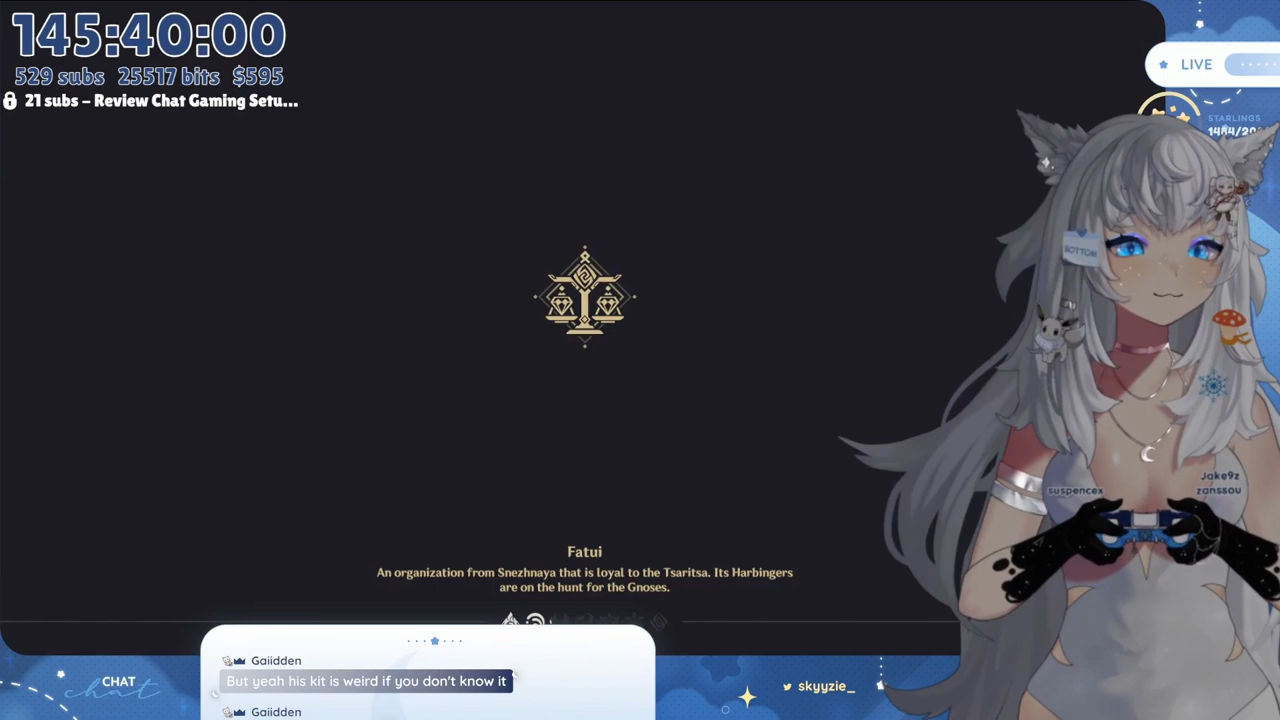 145:40:00
529 subs 25517 bits $595
21 subs – Review Chat Gaming Setu...
LIVE
STARLINGS
BOTTOM
suspencex
Jake9z
zanssou
Fatui
An organization from Snezhnaya that is loyal to the Tsaritsa. Its Harbingers
are on the hunt for the Gnoses.
Gaiidden
But yeah his kit is weird if you don't know it
Gaiidden
CHAT
chat
skyyzie_